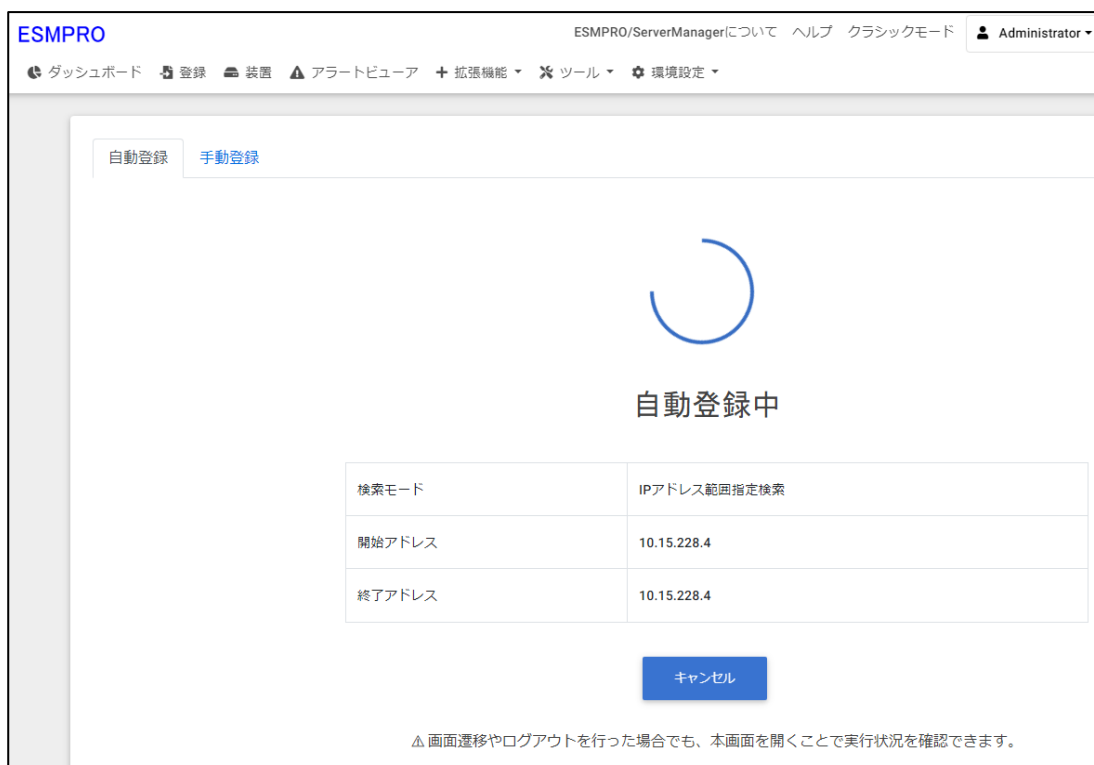 ESMPRO
ESMPRO/ServerManagerについて ヘルプ クラシックモード Administrator
ダッシュボード 登録 装置 アラートビューア 拡張機能 ツール 環境設定
自動登録 手動登録
自動登録中
検索モード IPアドレス範囲指定検索
開始アドレス 10.15.228.4
終了アドレス 10.15.228.4
キャンセル
画面遷移やログアウトを行った場合でも、本画面を開くことで実行状況を確認できます。